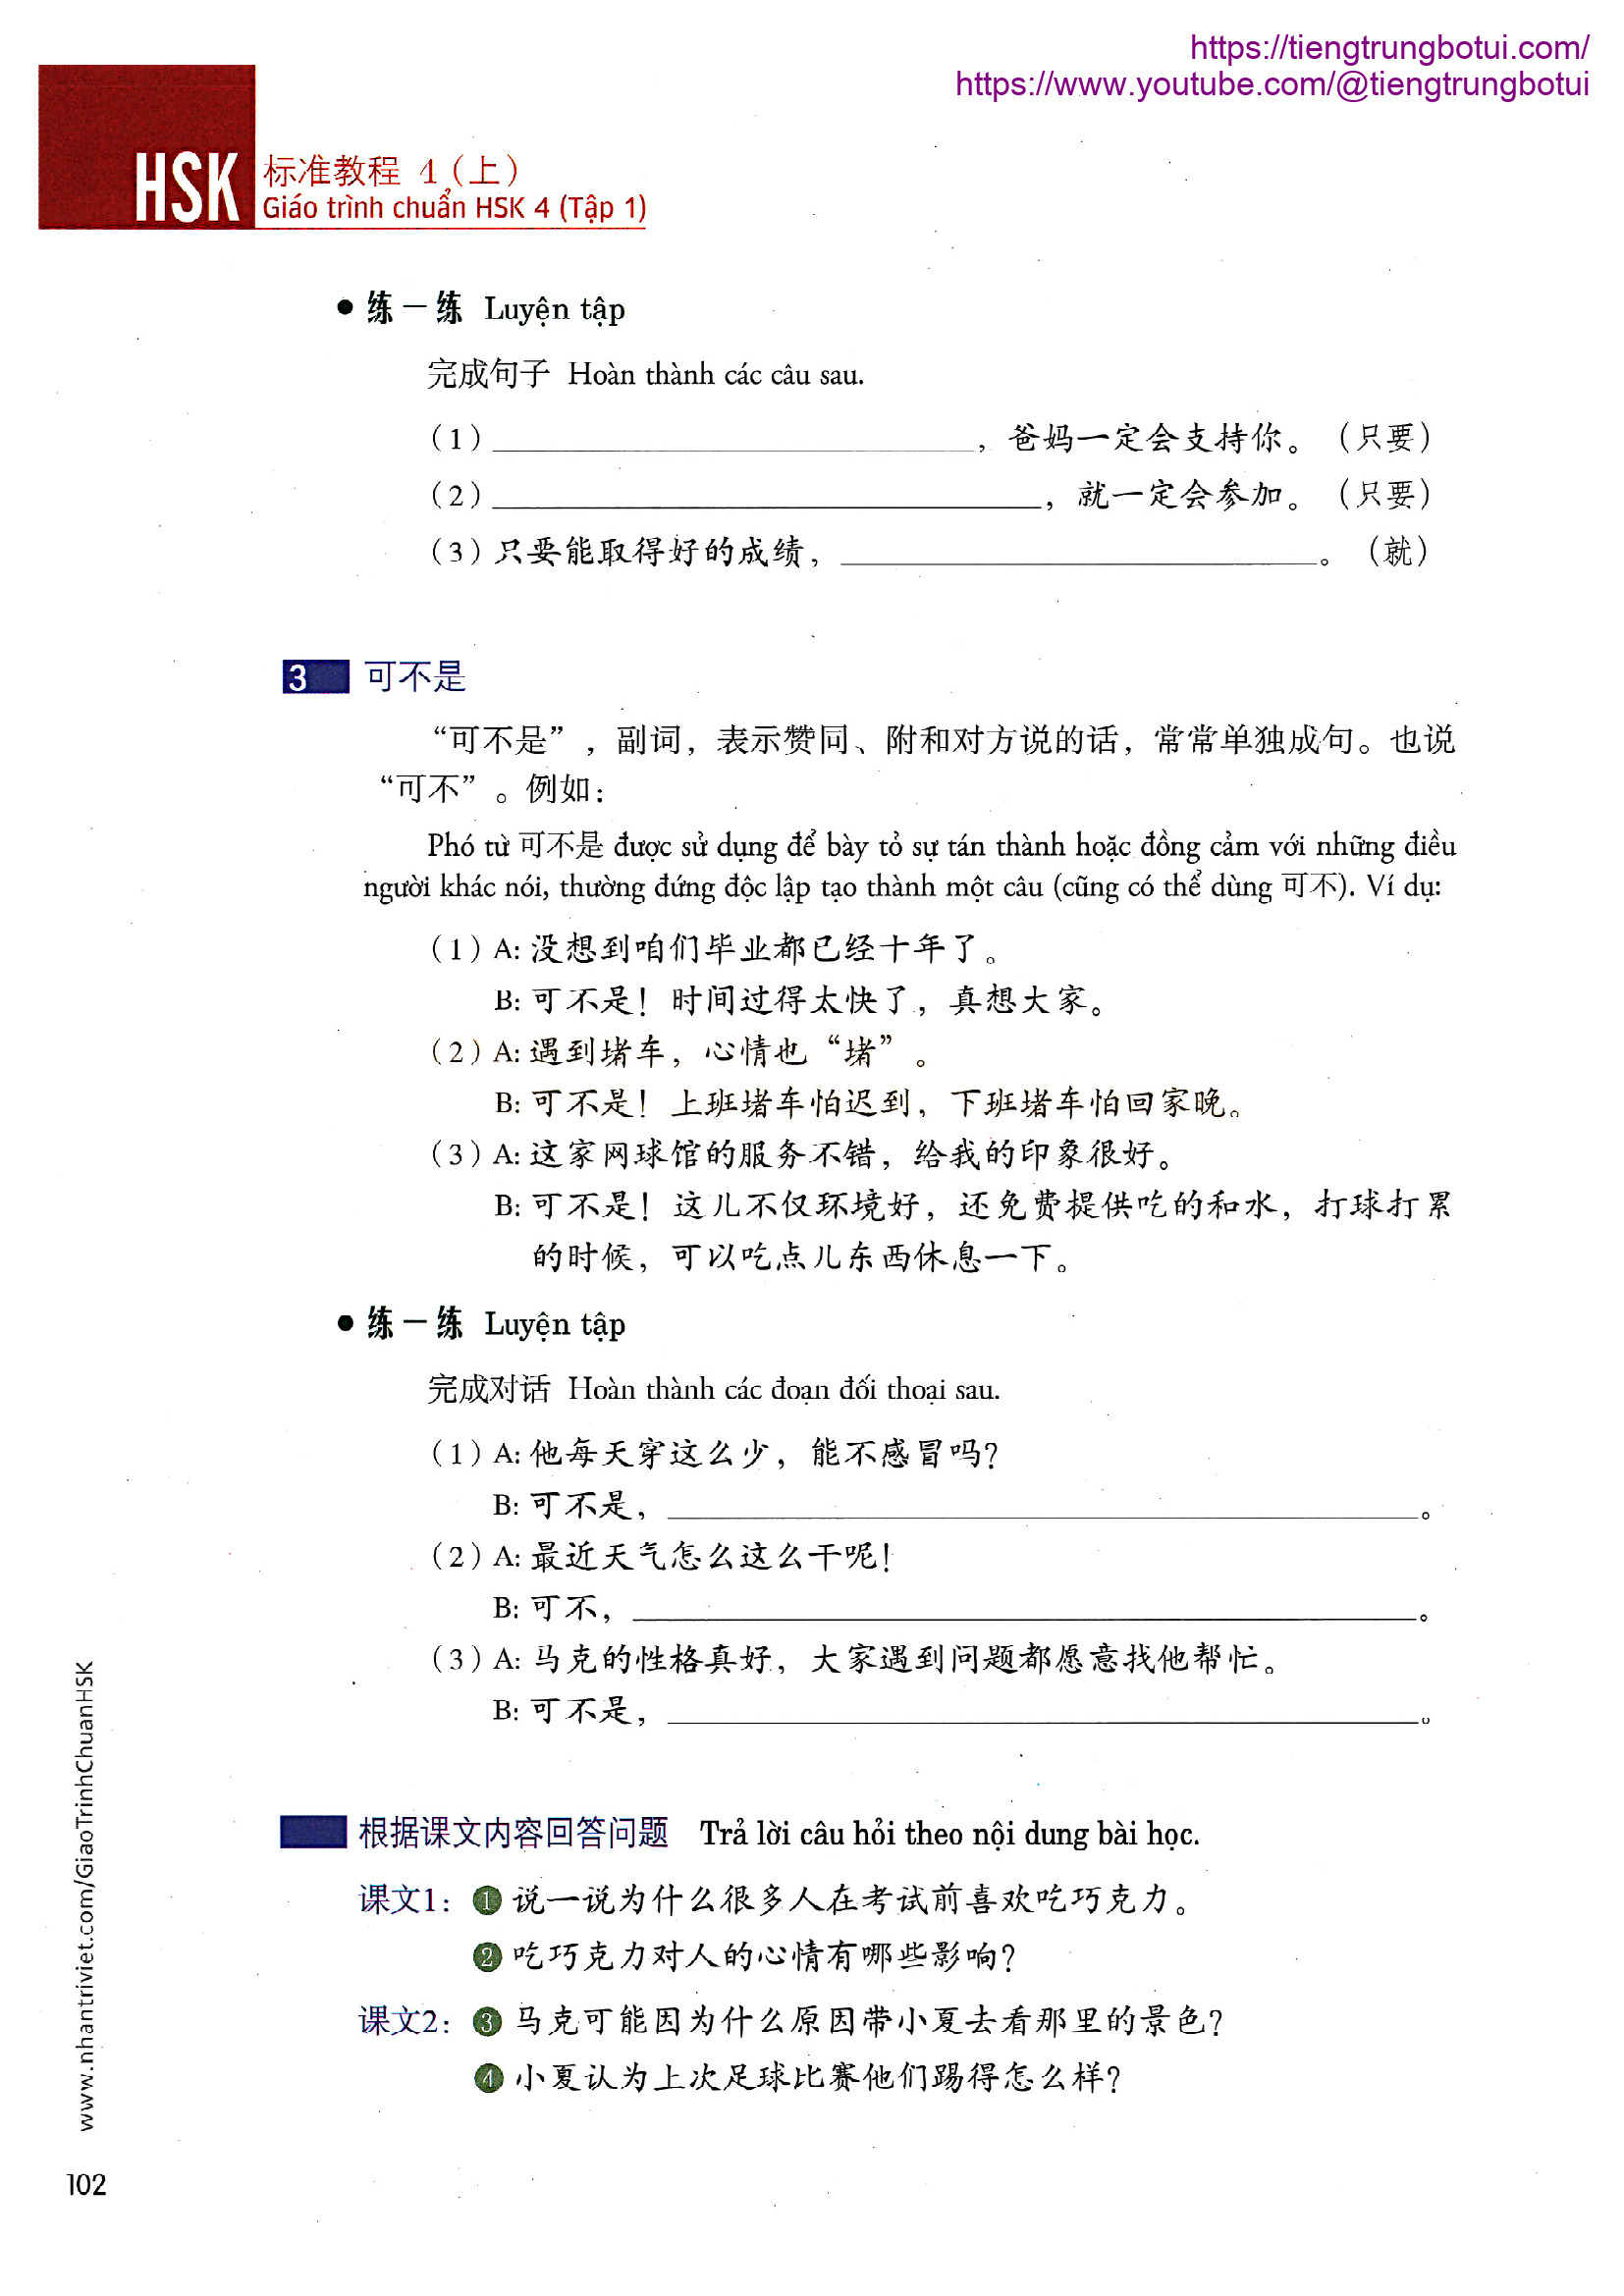 https://tiengtrungbotui.com/
https://www.youtube.com/@tiengtrungbotui
HSK 标准教程 4（上）
Giáo trình chuẩn HSK 4 (Tập 1)
● 练一练 Luyện tập
完成句子 Hoàn thành các câu sau.
（1）______________________，爸妈一定会支持你。（只要）
（2）______________________，就一定会参加。（只要）
（3）只要能取得好的成绩，______________________。（就）
3 可不是
“可不是”，副词，表示赞同、附和对方说的话，常常单独成句。也说
“可不”。例如：
Phó từ 可不是 được sử dụng để bày tỏ sự tán thành hoặc đồng cảm với những điều
người khác nói, thường đứng độc lập tạo thành một câu (cũng có thể dùng 可不). Ví dụ:
（1）A: 没想到咱们毕业都已经十年了。
B: 可不是！时间过得太快了，真想大家。
（2）A: 遇到堵车，心情也“堵”。
B: 可不是！上班堵车怕迟到，下班堵车怕回家晚。
（3）A: 这家网球馆的服务不错，给我的印象很好。
B: 可不是！这儿不仅环境好，还免费提供吃的和水，打球打累
的时候，可以吃点儿东西休息一下。
● 练一练 Luyện tập
完成对话 Hoàn thành các đoạn đối thoại sau.
（1）A: 他每天穿这么少，能不感冒吗？
B: 可不是，______________________。
（2）A: 最近天气怎么这么干呢！
B: 可不，______________________。
（3）A: 马克的性格真好，大家遇到问题都愿意找他帮忙。
B: 可不是，______________________。
根据课文内容回答问题 Trả lời câu hỏi theo nội dung bài học.
课文1：❶ 说一说为什么很多人在考试前喜欢吃巧克力。
❷ 吃巧克力对人的心情有哪些影响？
课文2：❸ 马克可能因为什么原因带小夏去看那里的景色？
❹ 小夏认为上次足球比赛他们踢得怎么样？
www.nhantriviet.com/GiaoTrinhChuanHSK
102